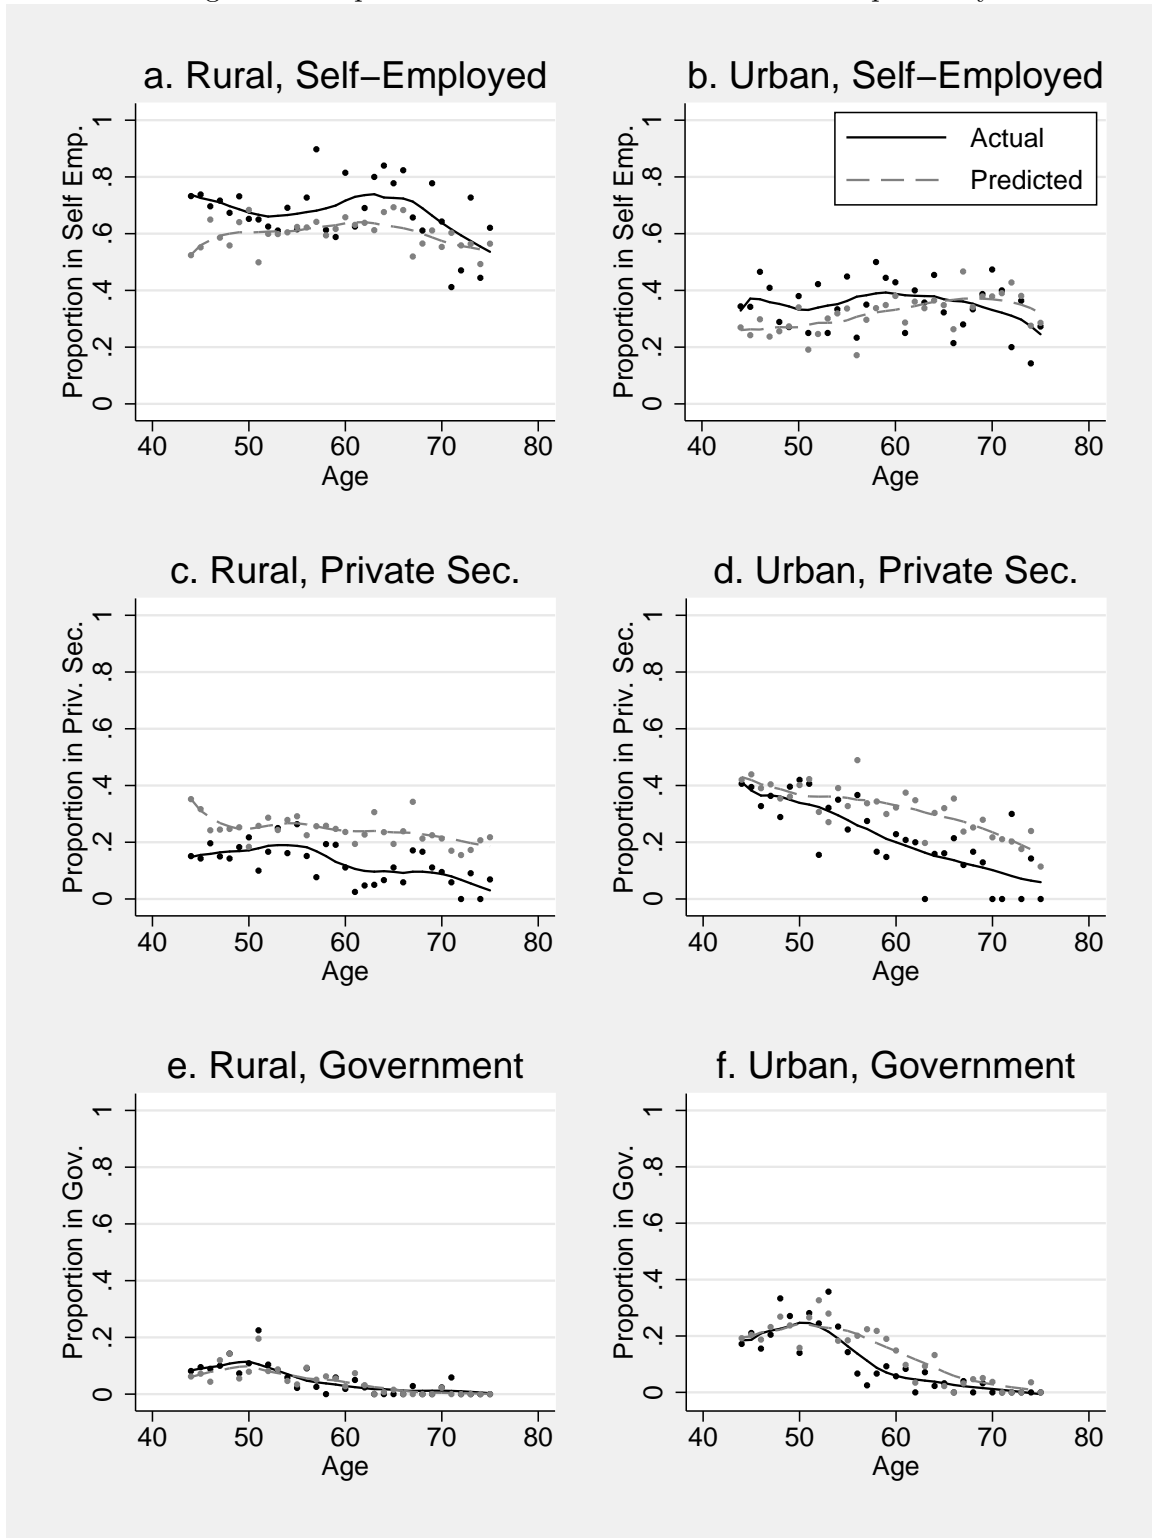 a. Rural, Self−Employed
Proportion in Self Emp.
0 .2 .4 .6 .8 1
40 50 60 70 80
Age
b. Urban, Self−Employed
Actual
Predicted
Proportion in Self Emp.
0 .2 .4 .6 .8 1
40 50 60 70 80
Age
c. Rural, Private Sec.
Proportion in Priv. Sec.
0 .2 .4 .6 .8 1
40 50 60 70 80
Age
d. Urban, Private Sec.
Proportion in Priv. Sec.
0 .2 .4 .6 .8 1
40 50 60 70 80
Age
e. Rural, Government
Proportion in Gov.
0 .2 .4 .6 .8 1
40 50 60 70 80
Age
f. Urban, Government
Proportion in Gov.
0 .2 .4 .6 .8 1
40 50 60 70 80
Age